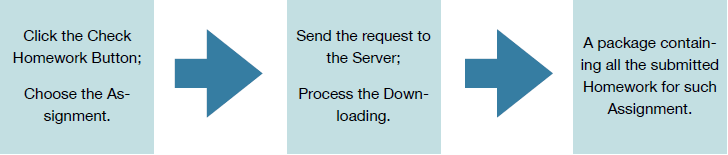 Click the Check
Homework Button;
Choose the As-
signment.
Send the request to
the Server;
Process the Down-
loading.
A package contain-
ing all the submitted
Homework for such
Assignment.